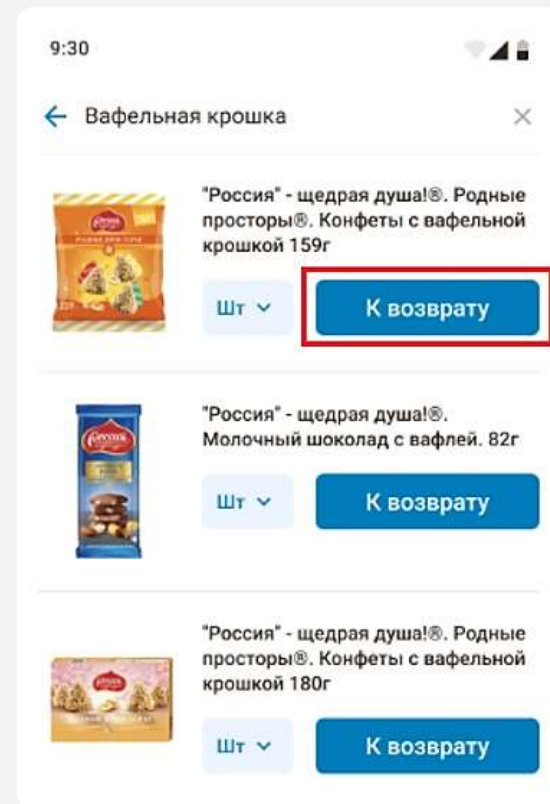 9:30
Вафельная крошка
"Россия" - щедрая душа!®. Родные
просторы®. Конфеты с вафельной
крошкой 159г
Шт
К возврату
"Россия" - щедрая душа!®.
Молочный шоколад с вафлей. 82г
Шт
К возврату
"Россия" - щедрая душа!®. Родные
просторы®. Конфеты с вафельной
крошкой 180г
Шт
К возврату